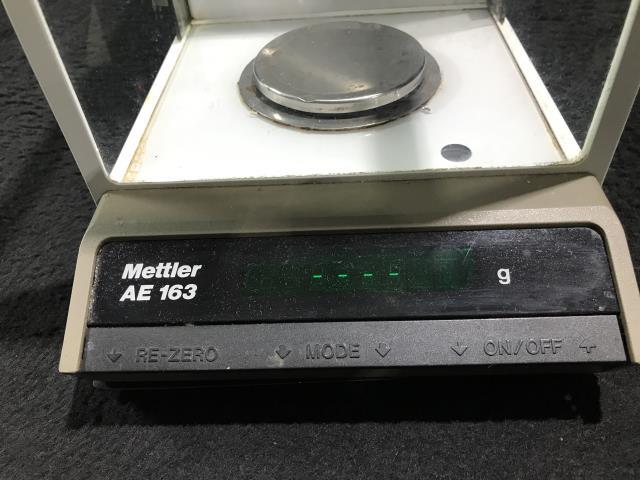 Mettler
AE 163
- - - -
g
↓ RE-ZERO ↓ MODE ↓ ↓ ON/OFF +